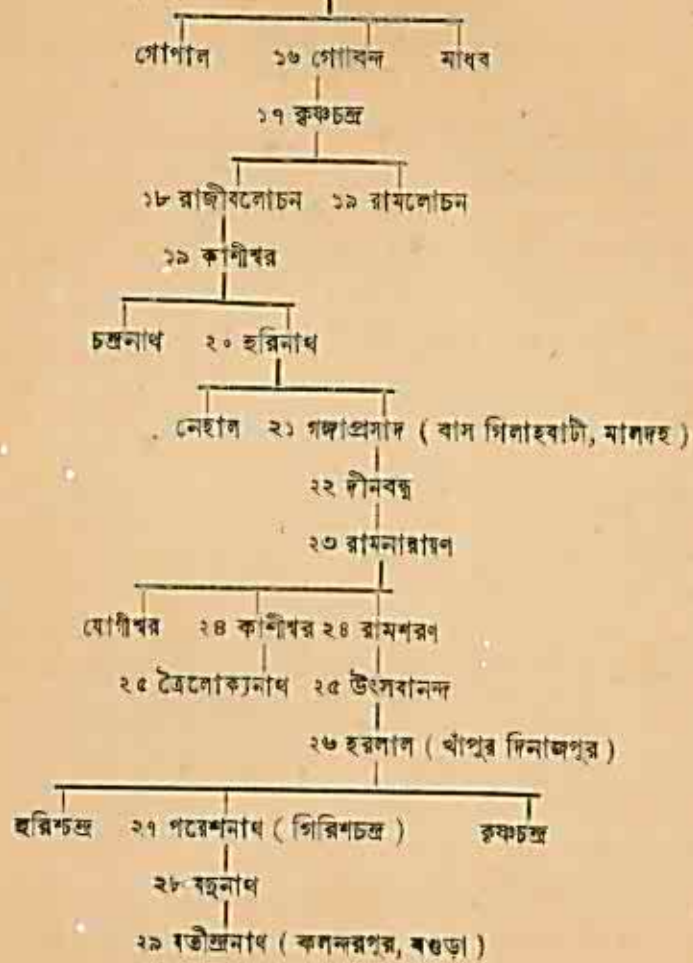 গোপাল ১৬ গোবিন্দ মাধব
১৭ কৃষ্ণচন্দ্র
১৮ রাজীবলোচন ১৯ রামলোচন
১৯ কাশীশ্বর
চন্দ্রনাথ ২০ হরিনাথ
নেহাল ২১ গঙ্গাপ্রসাদ ( বাস গিলাহবাটী, মালদহ )
২২ দীনবন্ধু
২৩ রামনারায়ণ
যোগীশ্বর ২৪ কাশীশ্বর ২৪ রামশরণ
২৫ ত্রৈলোক্যনাথ ২৫ উৎসবানন্দ
২৬ হরলাল ( খাঁপুর দিনাজপুর )
হরিশ্চন্দ্র ২৭ পরেশনাথ ( গিরিশচন্দ্র ) কৃষ্ণচন্দ্র
২৮ যদুনাথ
২৯ যতীন্দ্রনাথ ( কলন্দরপুর, বগুড়া )